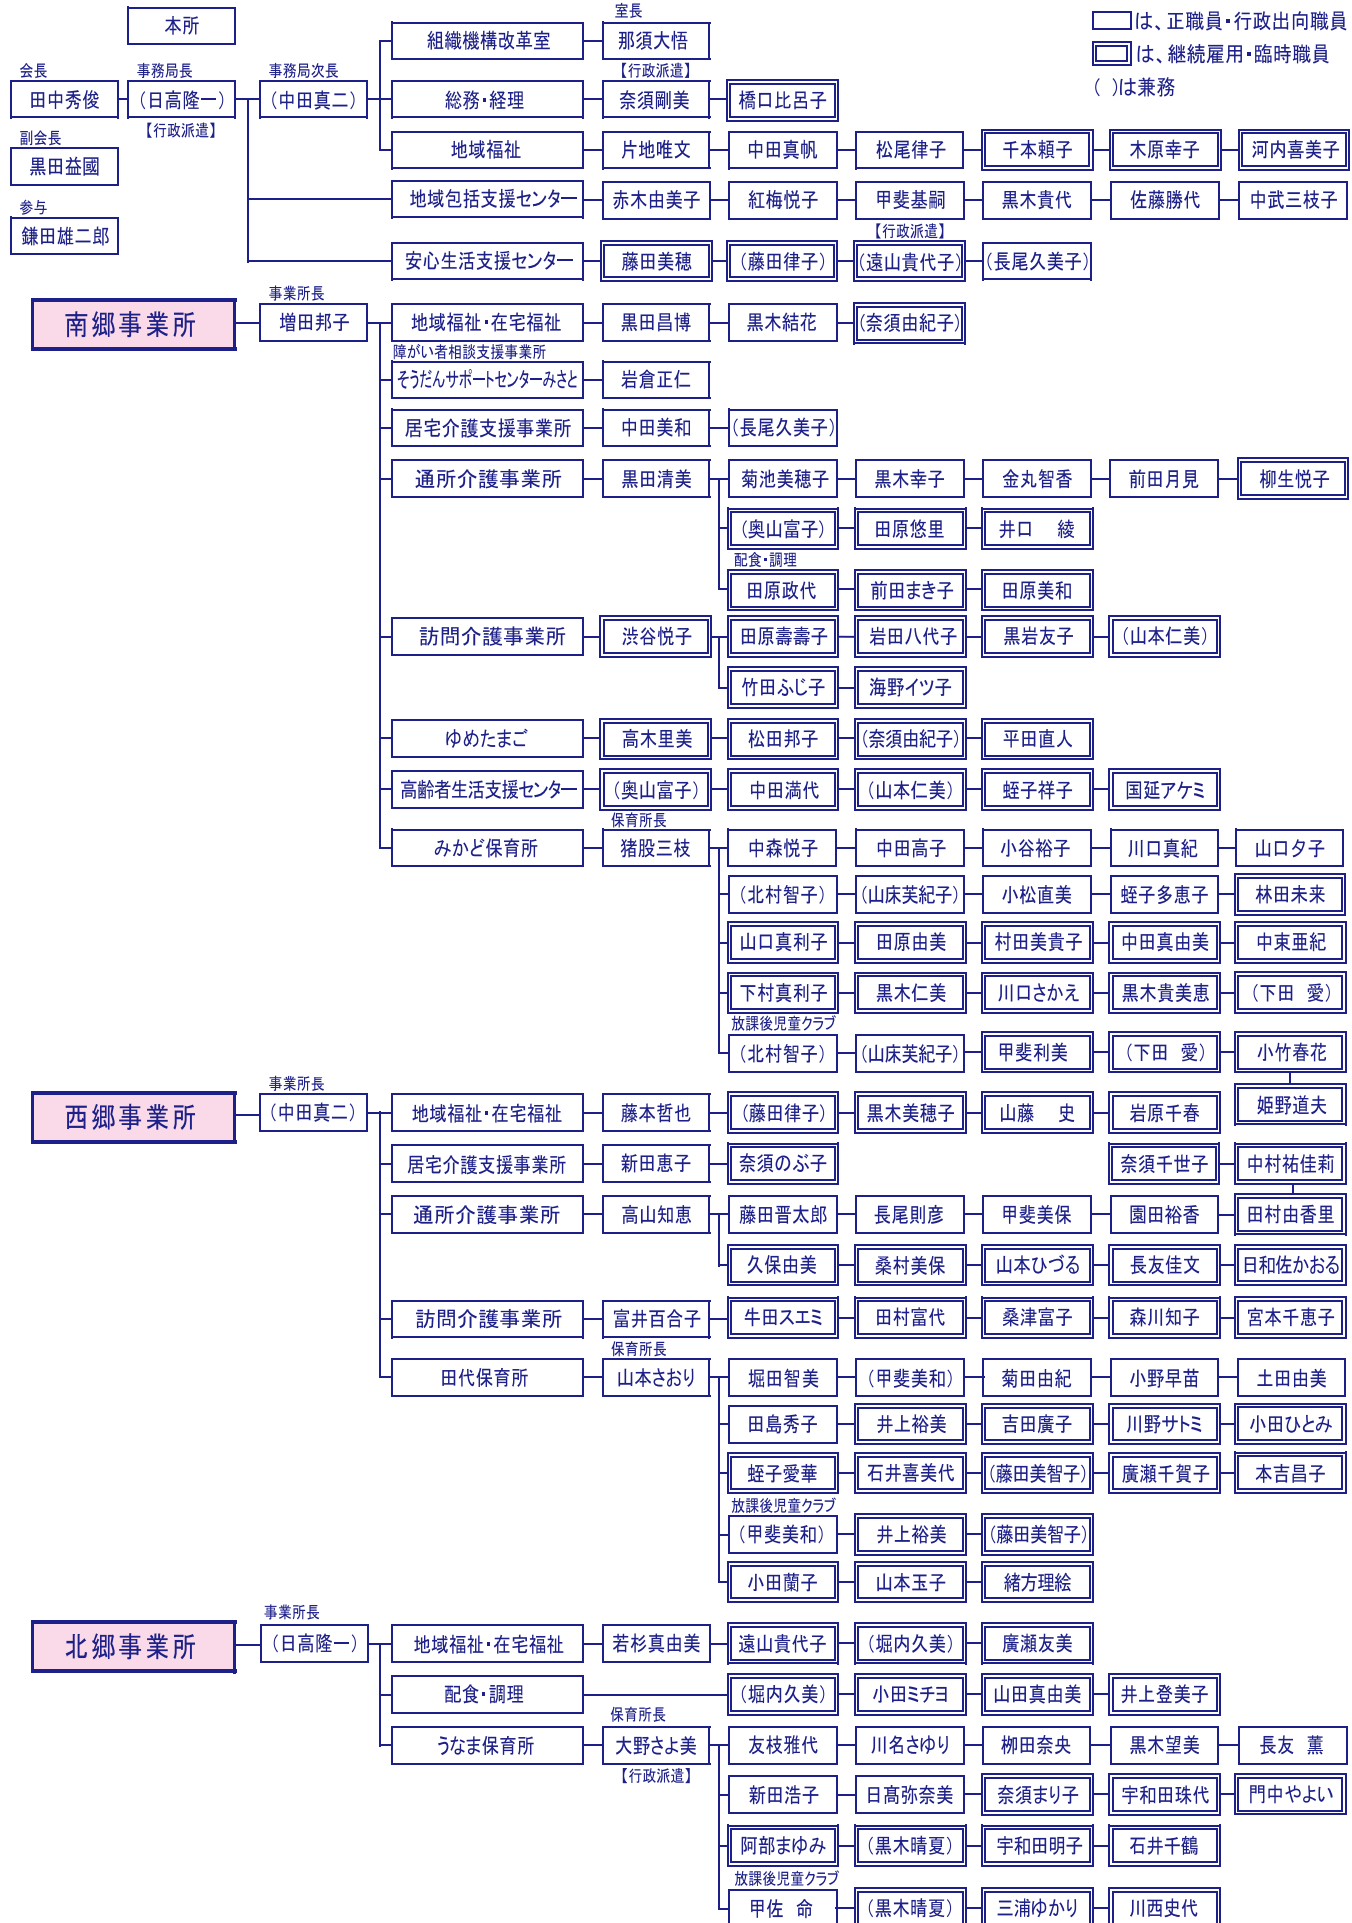 本所
会長
田中秀俊
副会長
黒田益國
参与
鎌田雄二郎
事務局長
(日高隆一)
【行政派遣】
事務局次長
(中田真二)
は、正職員・行政出向職員
は、継続雇用・臨時職員
( )は兼務
室長
組織機構改革室 那須大悟
【行政派遣】
総務・経理 奈須剛美 橋口比呂子
地域福祉 片地唯文 中田真帆 松尾律子 千本頼子 木原幸子 河内喜美子
地域包括支援センター 赤木由美子 紅梅悦子 甲斐基嗣 黒木貴代 佐藤勝代 中武三枝子
【行政派遣】
安心生活支援センター 藤田美穂 (藤田律子) (遠山貴代子) (長尾久美子)
南郷事業所
事業所長
増田邦子
地域福祉・在宅福祉 黒田昌博 黒木結花 (奈須由紀子)
障がい者相談支援事業所
そうだんサポートセンターみさと 岩倉正仁
居宅介護支援事業所 中田美和 (長尾久美子)
通所介護事業所 黒田清美 菊池美穂子 黒木幸子 金丸智香 前田月見 柳生悦子
(奥山富子) 田原悠里 井口 綾
配食・調理
田原政代 前田まき子 田原美和
訪問介護事業所 渋谷悦子 田原壽壽子 岩田八代子 黒岩友子 (山本仁美)
竹田ふじ子 海野イツ子
ゆめたまご 高木里美 松田邦子 (奈須由紀子) 平田直人
高齢者生活支援センター (奥山富子) 中田満代 (山本仁美) 蛭子祥子 国延アケミ
保育所長
みかど保育所 猪股三枝 中森悦子 中田高子 小谷裕子 川口真紀 山口夕子
(北村智子) (山床芙紀子) 小松直美 蛭子多恵子 林田未来
山口真利子 田原由美 村田美貴子 中田真由美 中束亜紀
下村真利子 黒木仁美 川口さかえ 黒木貴美恵 (下田 愛)
放課後児童クラブ
(北村智子) (山床芙紀子) 甲斐利美 (下田 愛) 小竹春花
姫野道夫
西郷事業所
事業所長
(中田真二)
地域福祉・在宅福祉 藤本哲也 (藤田律子) 黒木美穂子 山藤 史 岩原千春
居宅介護支援事業所 新田恵子 奈須のぶ子 奈須千世子 中村祐佳莉
通所介護事業所 高山知恵 藤田晋太郎 長尾則彦 甲斐美保 園田裕香 田村由香里
久保由美 桑村美保 山本ひづる 長友佳文 日和佐かおる
訪問介護事業所 富井百合子 牛田スエミ 田村富代 桑津富子 森川知子 宮本千恵子
保育所長
田代保育所 山本さおり 堀田智美 (甲斐美和) 菊田由紀 小野早苗 土田由美
田島秀子 井上裕美 吉田廣子 川野サトミ 小田ひとみ
蛭子愛華 石井喜美代 (藤田美智子) 廣瀬千賀子 本吉昌子
放課後児童クラブ
(甲斐美和) 井上裕美 (藤田美智子)
小田蘭子 山本玉子 緒方理絵
北郷事業所
事業所長
(日高隆一)
地域福祉・在宅福祉 若杉真由美 遠山貴代子 (堀内久美) 廣瀬友美
配食・調理 (堀内久美) 小田ミチヨ 山田真由美 井上登美子
保育所長
うなま保育所 大野さよ美 友枝雅代 川名さゆり 栁田奈央 黒木望美 長友 薫
【行政派遣】
新田浩子 日髙弥奈美 奈須まり子 宇和田珠代 門中やよい
阿部まゆみ (黒木晴夏) 宇和田明子 石井千鶴
放課後児童クラブ
甲佐 命 (黒木晴夏) 三浦ゆかり 川西史代